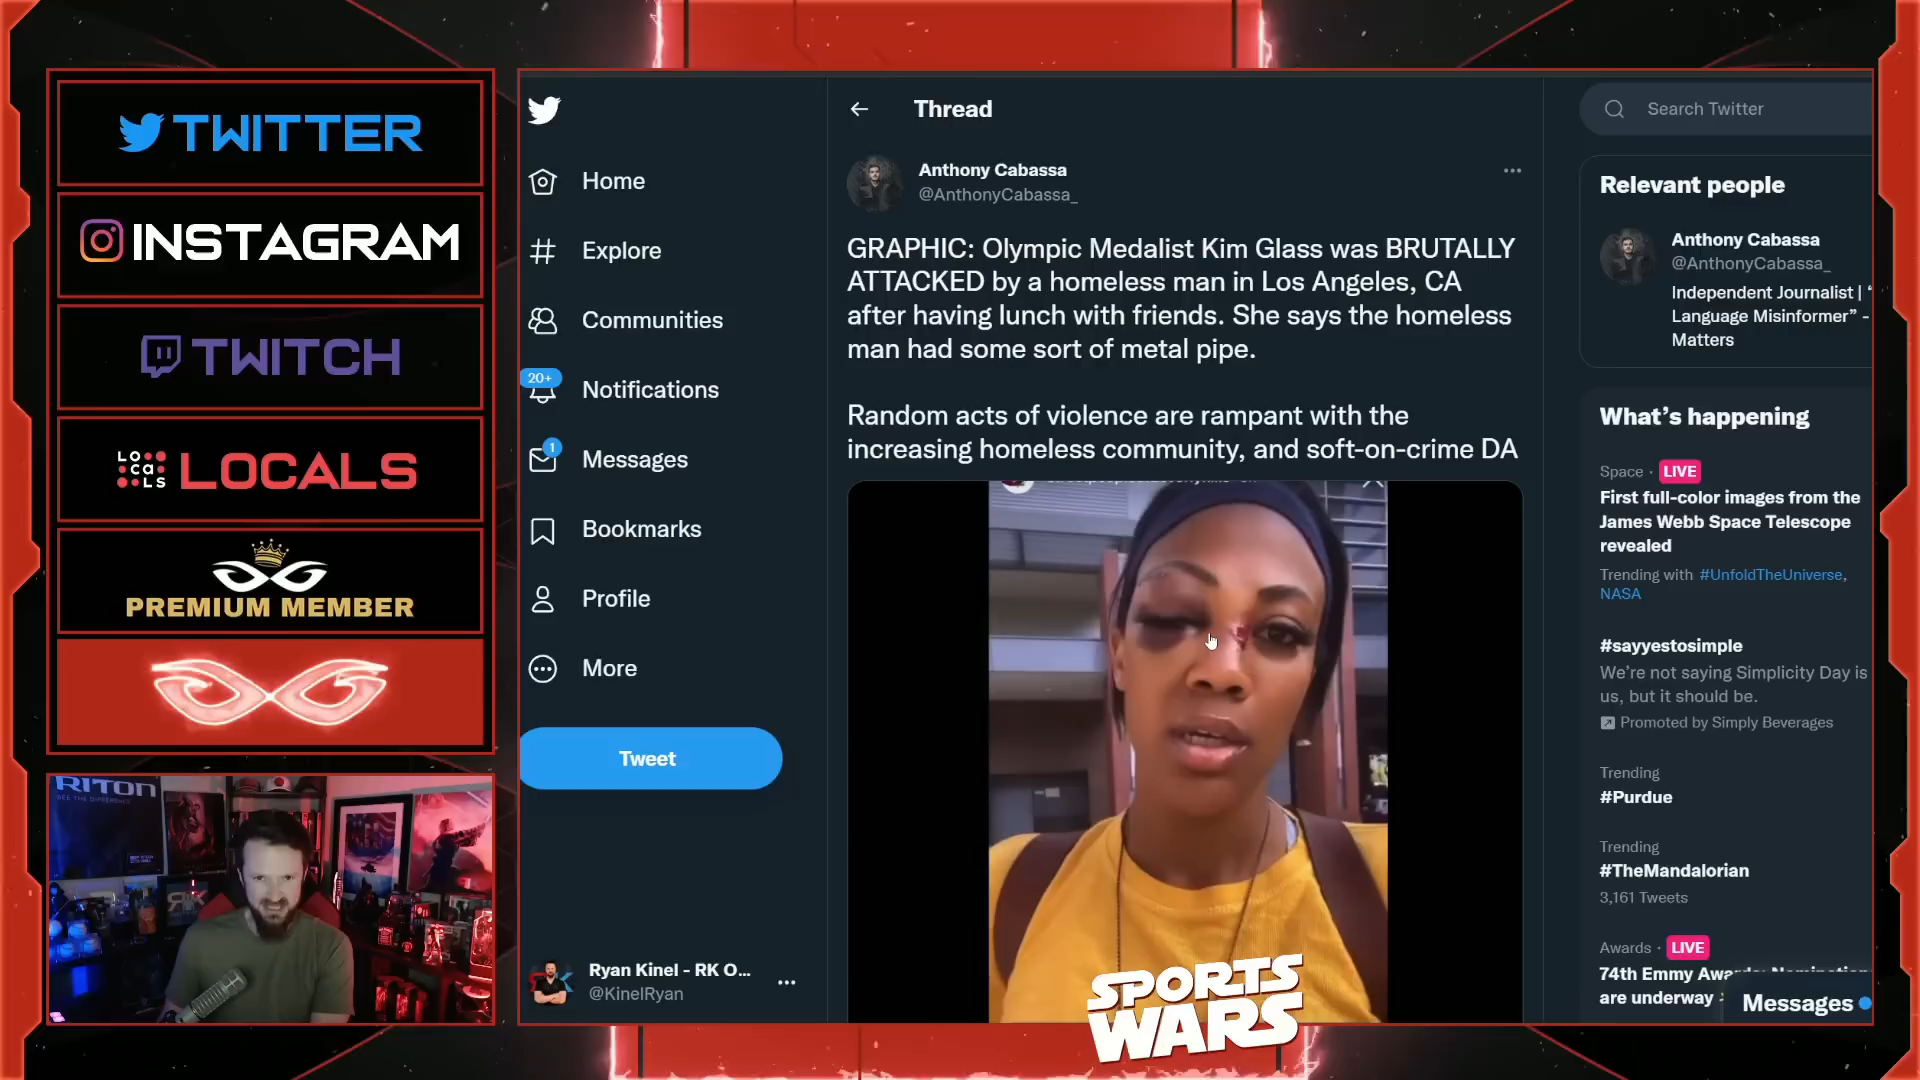 TWITTER
INSTAGRAM
TWITCH
LOCALS
LOCALS
PREMIUM MEMBER
RITON
SEE THE DIFFERENCE
Home
Explore
Communities
20+
Notifications
1
Messages
Bookmarks
Profile
More
Tweet
Ryan Kinel - RK O...
@KinelRyan
Thread
Anthony Cabassa
@AnthonyCabassa_
GRAPHIC: Olympic Medalist Kim Glass was BRUTALLY
ATTACKED by a homeless man in Los Angeles, CA
after having lunch with friends. She says the homeless
man had some sort of metal pipe.
Random acts of violence are rampant with the
increasing homeless community, and soft-on-crime DA
SPORTS
WARS
Search Twitter
Relevant people
Anthony Cabassa
@AnthonyCabassa_
Independent Journalist | “
Language Misinformer” -
Matters
What’s happening
Space · LIVE
First full-color images from the
James Webb Space Telescope
revealed
Trending with #UnfoldTheUniverse,
NASA
#sayyestosimple
We’re not saying Simplicity Day is
us, but it should be.
Promoted by Simply Beverages
Trending
#Purdue
Trending
#TheMandalorian
3,161 Tweets
Awards · LIVE
74th Emmy Awards: Nominations
are underway
Messages